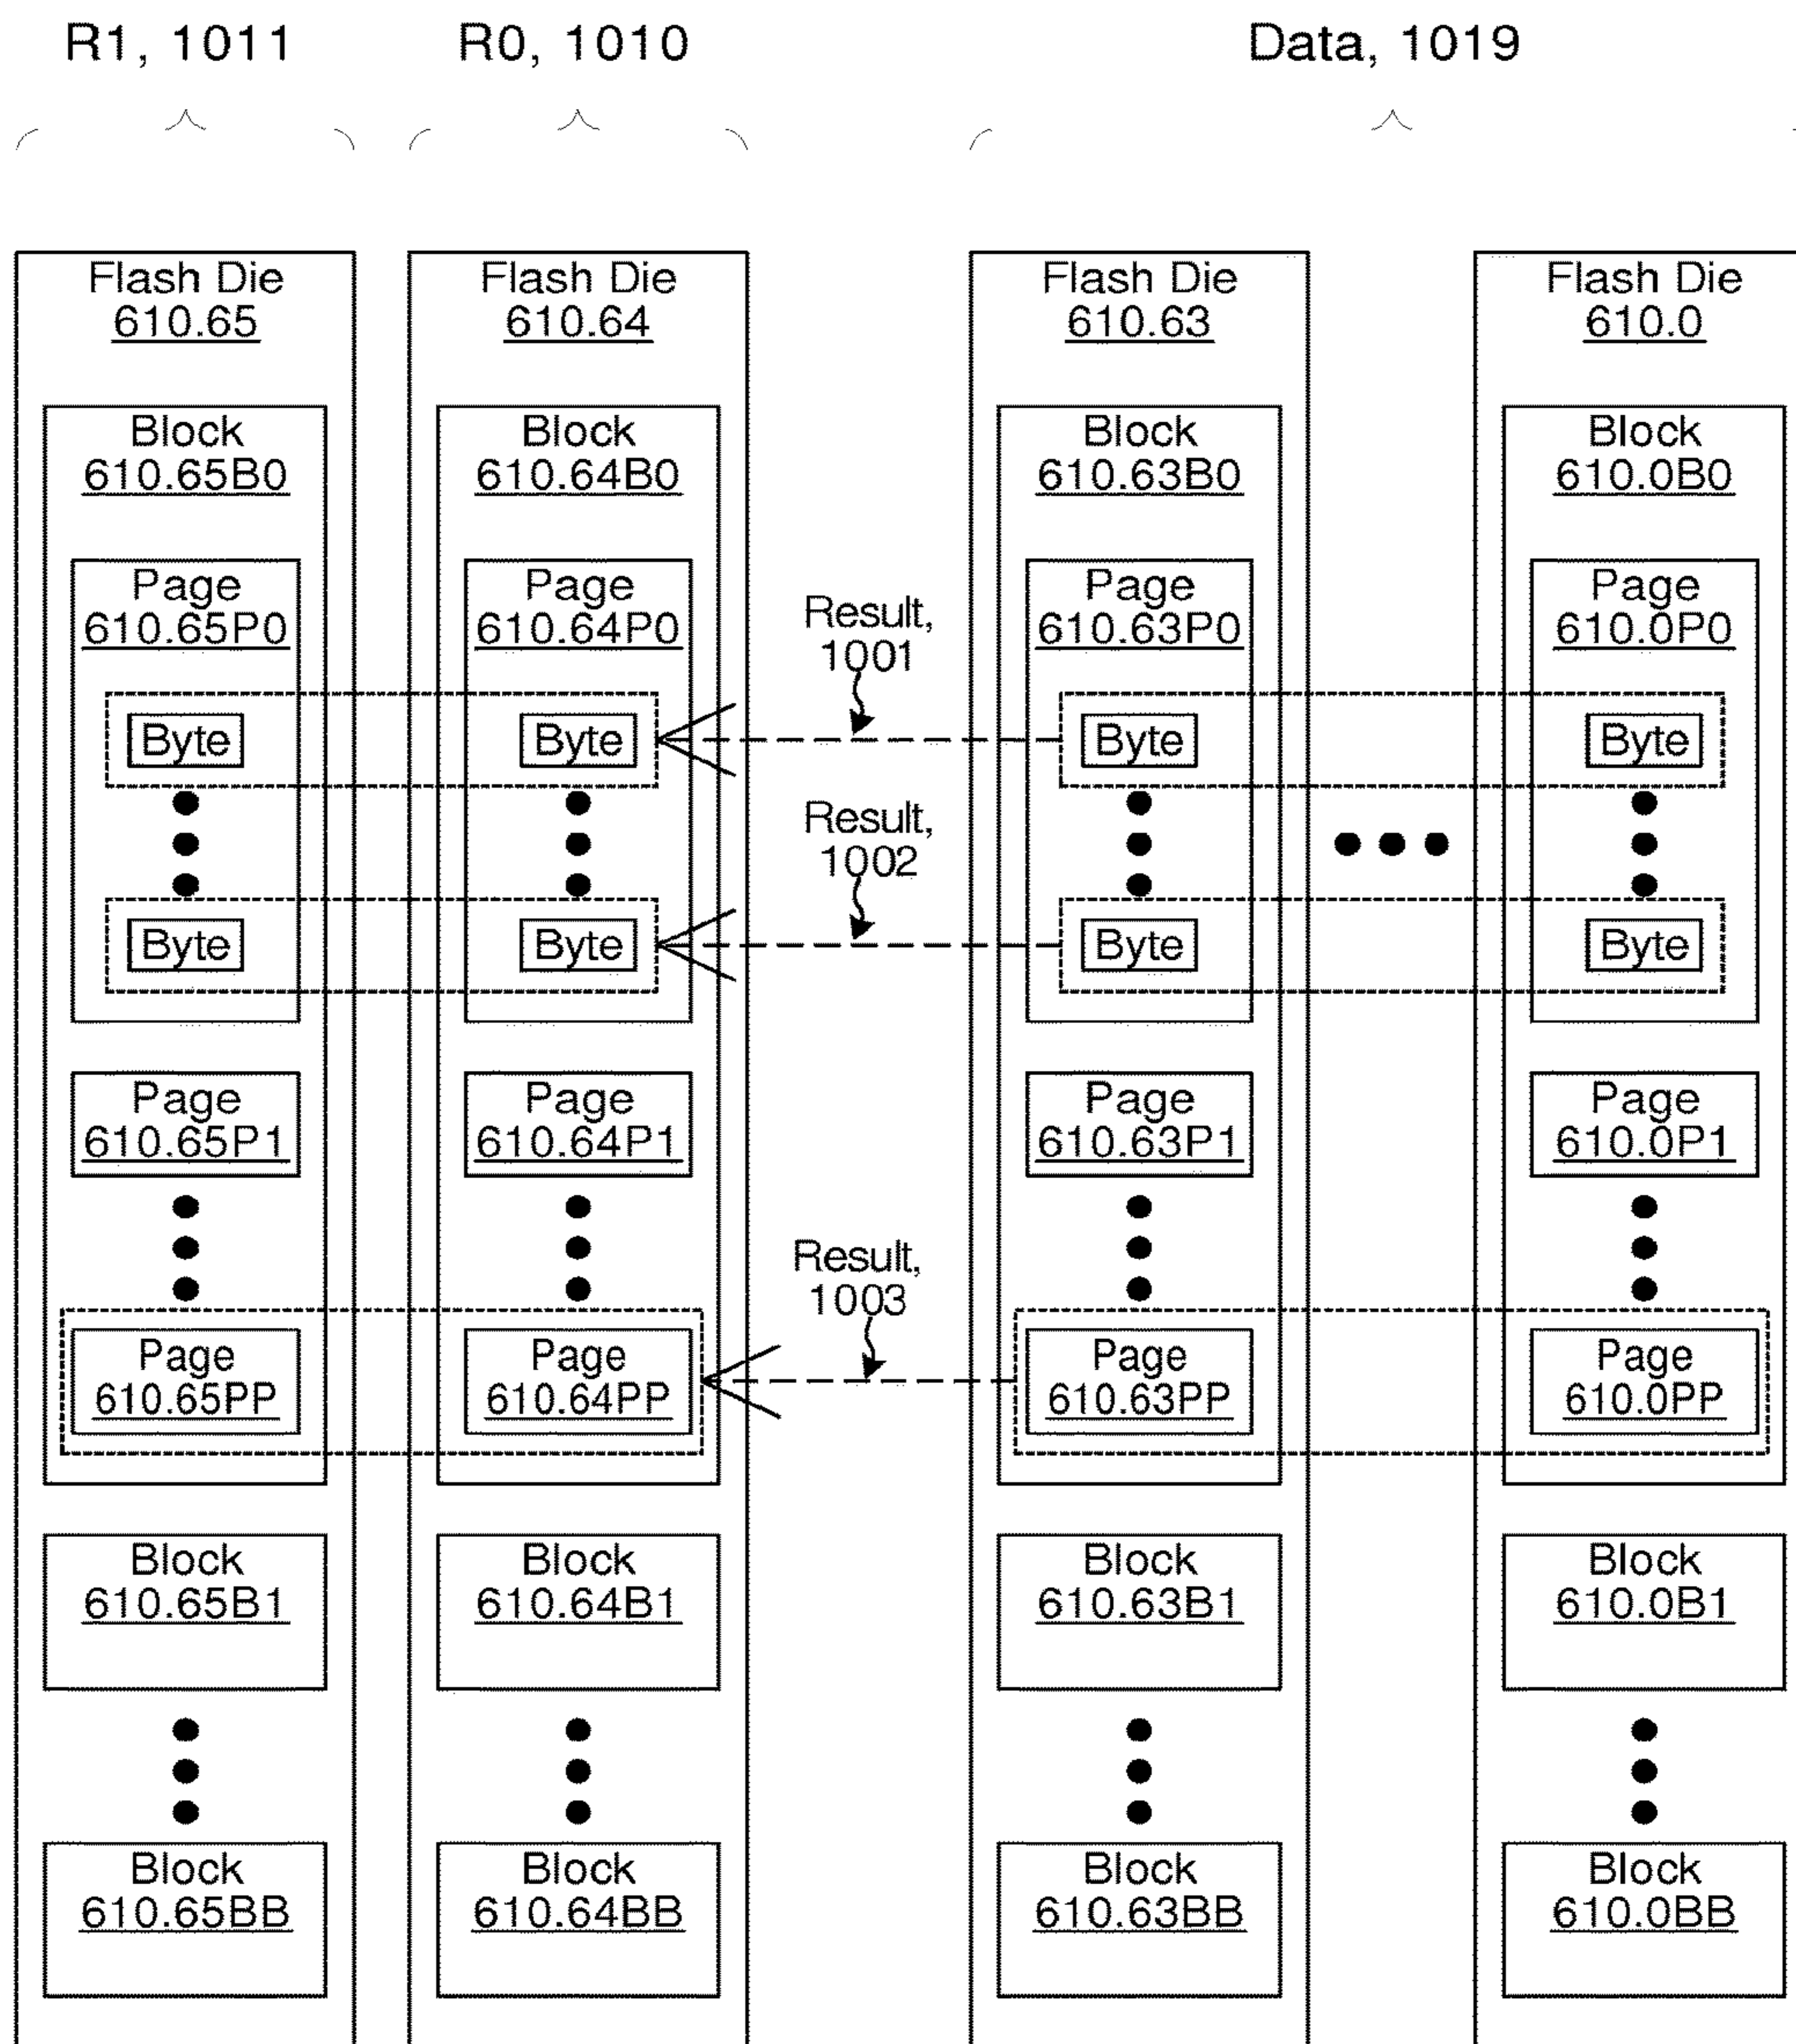 R1, 1011 R0, 1010 Data, 1019
Flash Die Flash Die Flash Die Flash Die
610.65 610.64 610.63 610.0
Block Block Block Block
610.65B0 610.64B0 610.63B0 610.0B0
Page Page Page Page
610.65P0 610.64P0 610.63P0 610.0P0
Result,
1001
Byte Byte Byte Byte
Result,
1002
Byte Byte Byte Byte
Page Page Page Page
610.65P1 610.64P1 610.63P1 610.0P1
Result,
1003
Page Page Page Page
610.65PP 610.64PP 610.63PP 610.0PP
Block Block Block Block
610.65B1 610.64B1 610.63B1 610.0B1
Block Block Block Block
610.65BB 610.64BB 610.63BB 610.0BB